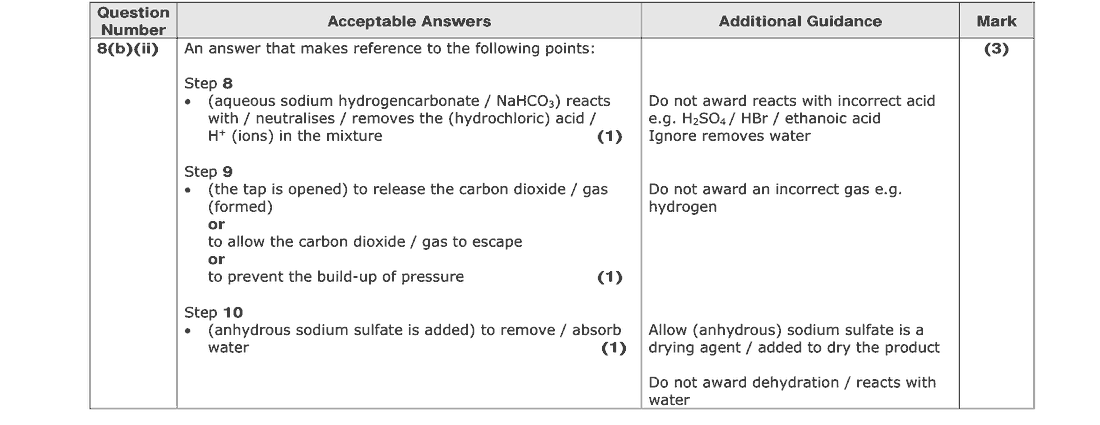 Question Number
Acceptable Answers
Additional Guidance
Mark
8(b)(ii)
An answer that makes reference to the following points:
(3)
Step 8
• (aqueous sodium hydrogencarbonate / NaHCO₃) reacts
with / neutralises / removes the (hydrochloric) acid /
H⁺ (ions) in the mixture (1)
Do not award reacts with incorrect acid
e.g. H₂SO₄ / HBr / ethanoic acid
Ignore removes water
Step 9
• (the tap is opened) to release the carbon dioxide / gas
(formed)
or
to allow the carbon dioxide / gas to escape
or
to prevent the build-up of pressure (1)
Do not award an incorrect gas e.g.
hydrogen
Step 10
• (anhydrous sodium sulfate is added) to remove / absorb
water (1)
Allow (anhydrous) sodium sulfate is a
drying agent / added to dry the product
Do not award dehydration / reacts with
water